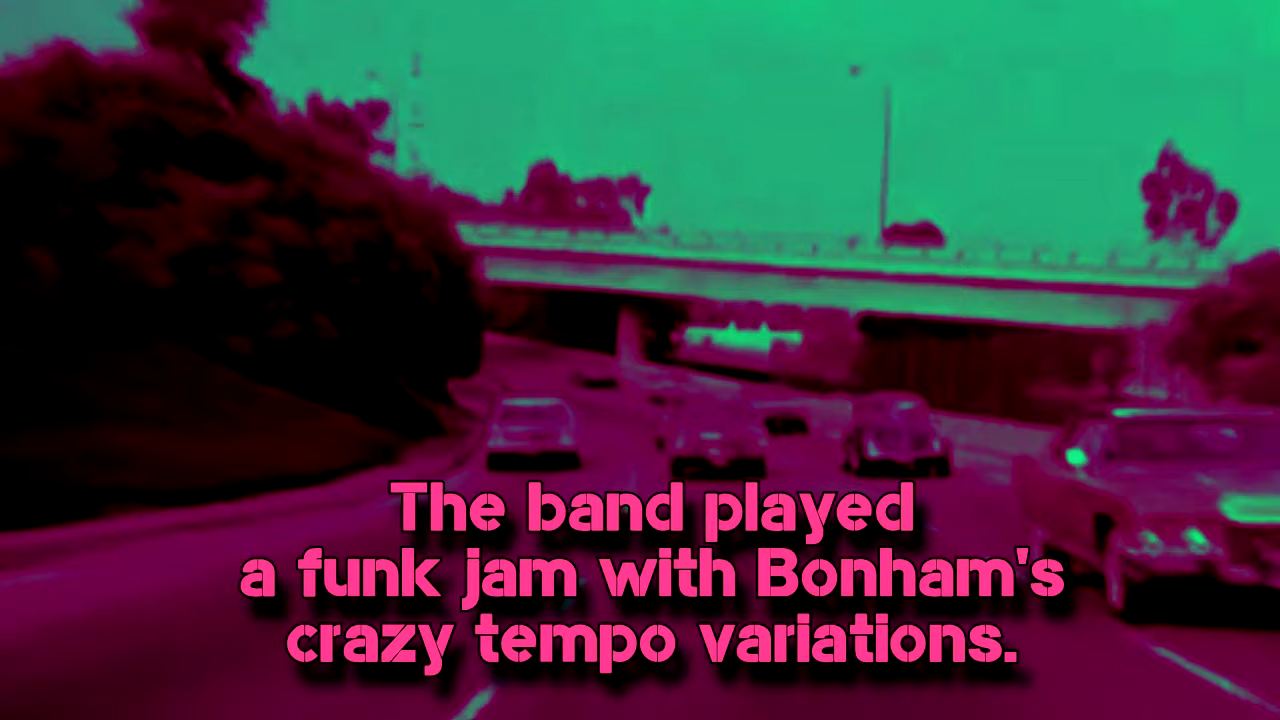 The band played
a funk jam with Bonham's
crazy tempo variations.